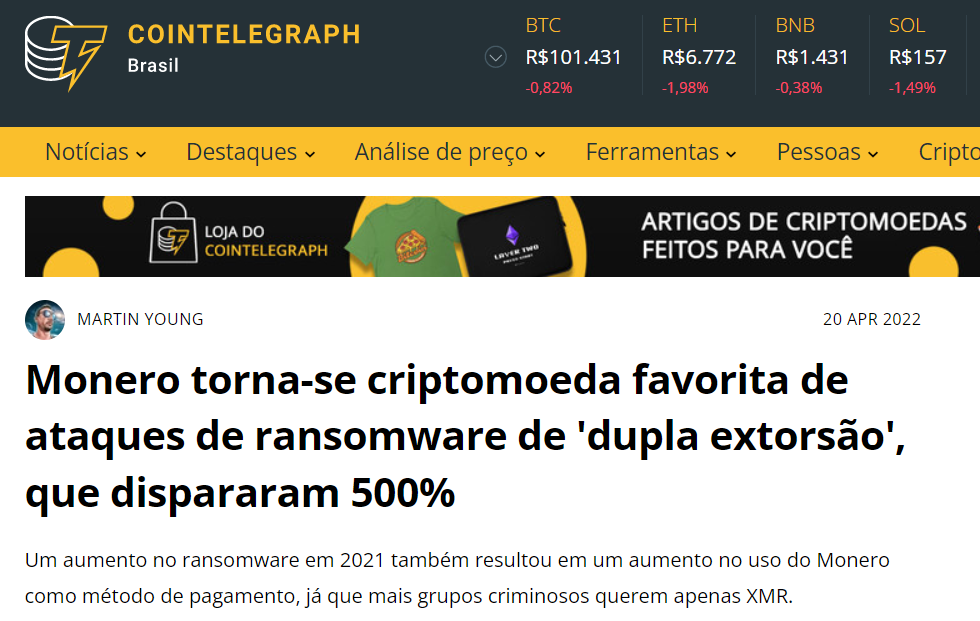 COINTELEGRAPH
Brasil
BTC ETH BNB SOL
R$101.431 R$6.772 R$1.431 R$157
-0,82% -1,98% -0,38% -1,49%
Notícias Destaques Análise de preço Ferramentas Pessoas Cripto
LOJA DO
COINTELEGRAPH
LAYER TWO
ARTIGOS DE CRIPTOMOEDAS
FEITOS PARA VOCÊ
MARTIN YOUNG 20 APR 2022
Monero torna-se criptomoeda favorita de
ataques de ransomware de 'dupla extorsão',
que dispararam 500%
Um aumento no ransomware em 2021 também resultou em um aumento no uso do Monero
como método de pagamento, já que mais grupos criminosos querem apenas XMR.